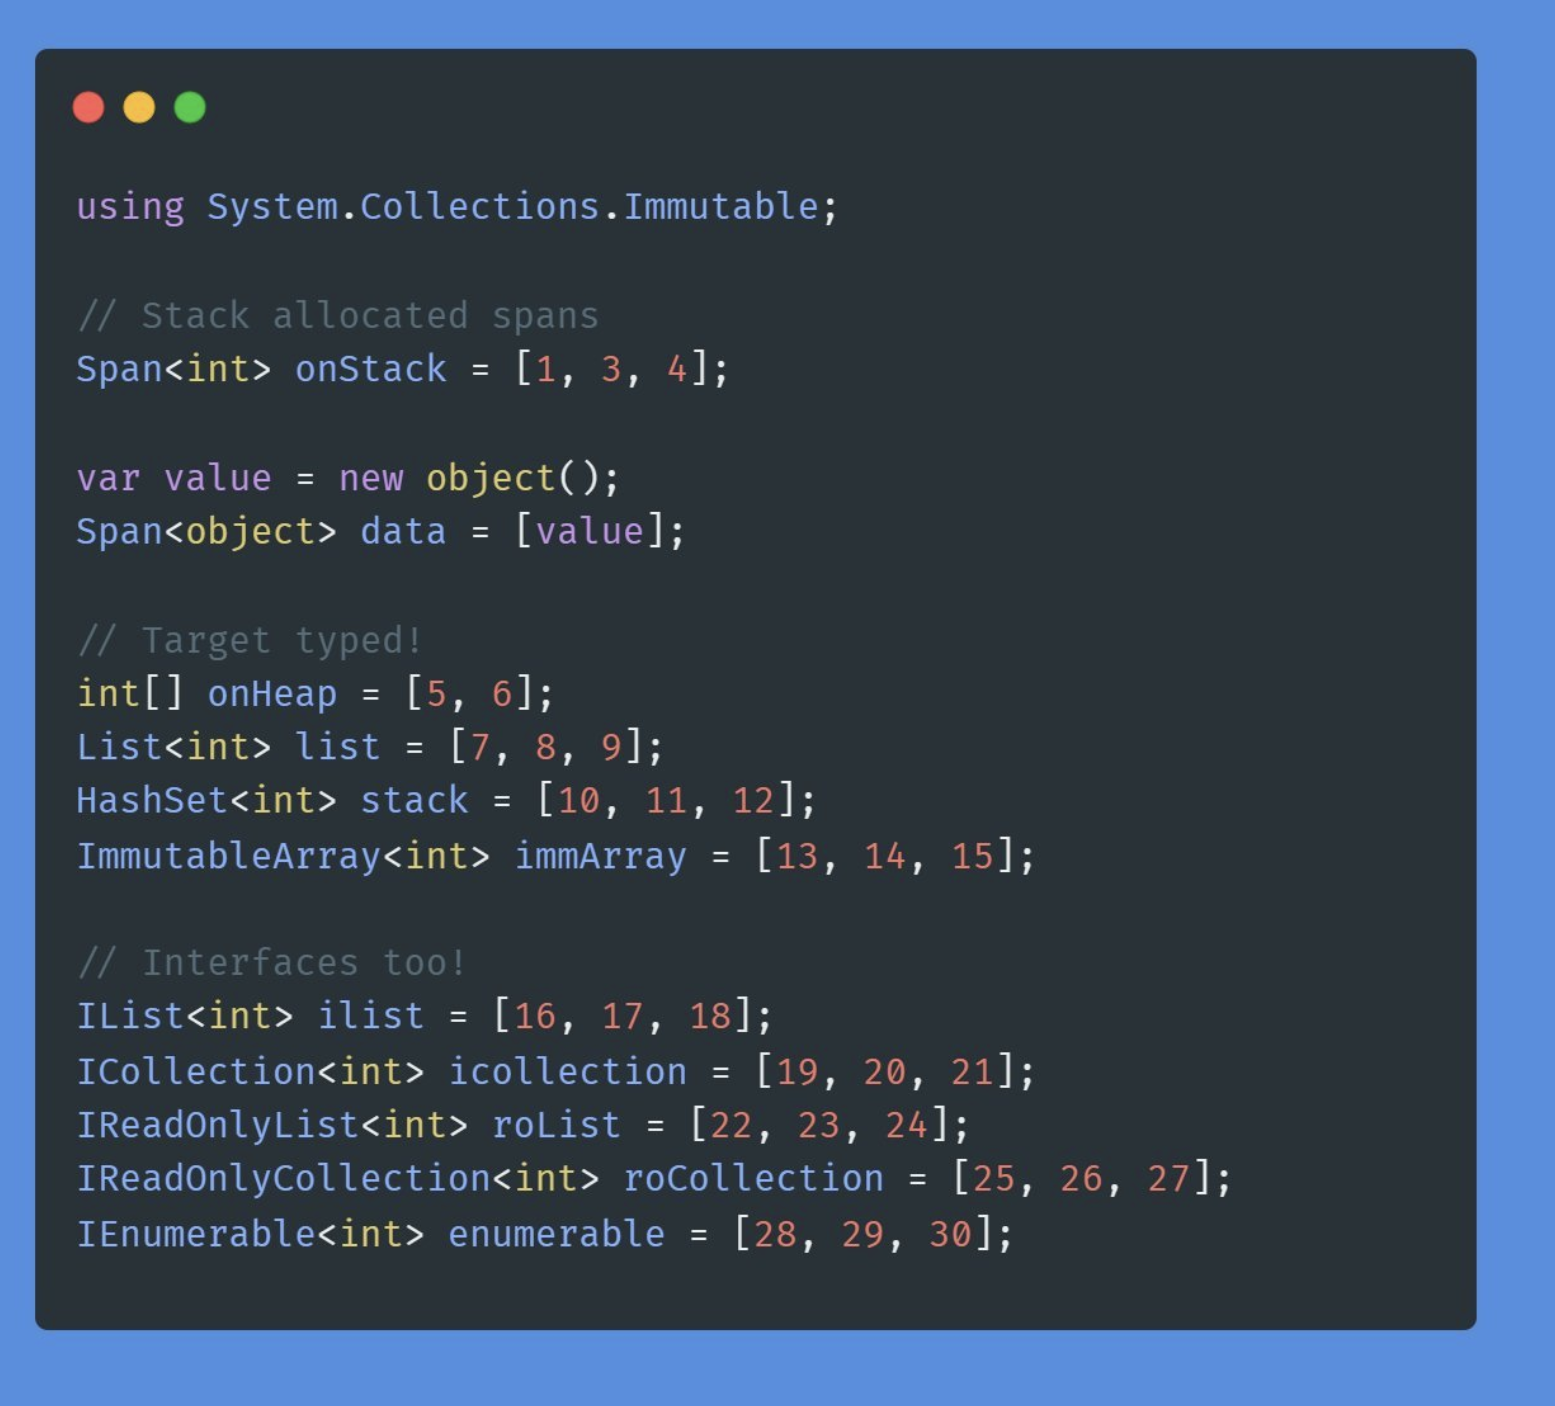 using System.Collections.Immutable;
// Stack allocated spans
Span<int> onStack = [1, 3, 4];
var value = new object();
Span<object> data = [value];
// Target typed!
int[] onHeap = [5, 6];
List<int> list = [7, 8, 9];
HashSet<int> stack = [10, 11, 12];
ImmutableArray<int> immArray = [13, 14, 15];
// Interfaces too!
IList<int> ilist = [16, 17, 18];
ICollection<int> icollection = [19, 20, 21];
IReadOnlyList<int> roList = [22, 23, 24];
IReadOnlyCollection<int> roCollection = [25, 26, 27];
IEnumerable<int> enumerable = [28, 29, 30];